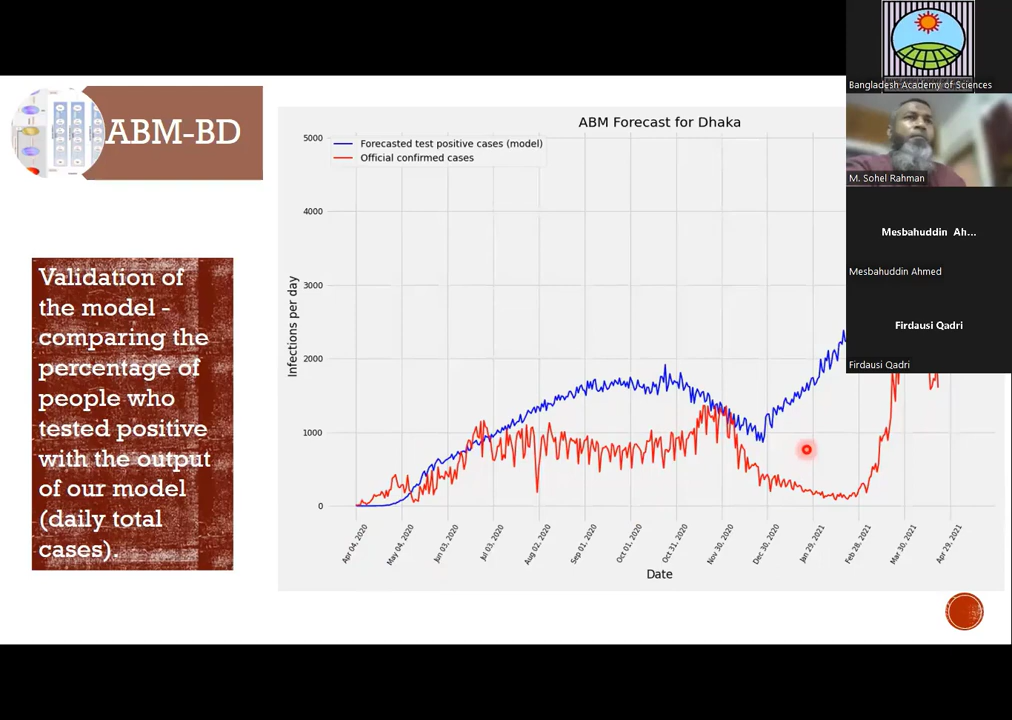 ABM-BD
Validation of
the model -
comparing the
percentage of
people who
tested positive
with the output
of our model
(daily total
cases).
ABM Forecast for Dhaka
Forecasted test positive cases (model)
Official confirmed cases
Infections per day
5000
4000
3000
2000
1000
0
Apr 04, 2020
May 04, 2020
Jun 03, 2020
Jul 03, 2020
Aug 02, 2020
Sep 01, 2020
Oct 01, 2020
Oct 31, 2020
Nov 30, 2020
Dec 30, 2020
Jan 29, 2021
Feb 28, 2021
Mar 30, 2021
Apr 29, 2021
Date
Bangladesh Academy of Sciences
M. Sohel Rahman
Mesbahuddin Ah...
Mesbahuddin Ahmed
Firdausi Qadri
Firdausi Qadri